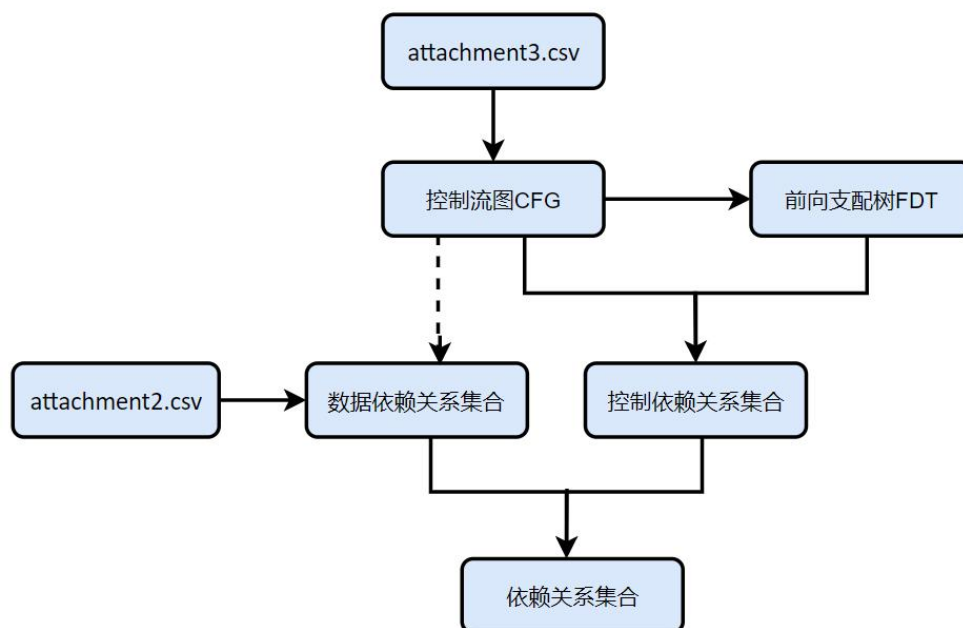 attachment3.csv
控制流图CFG
前向支配树FDT
attachment2.csv
数据依赖关系集合
控制依赖关系集合
依赖关系集合